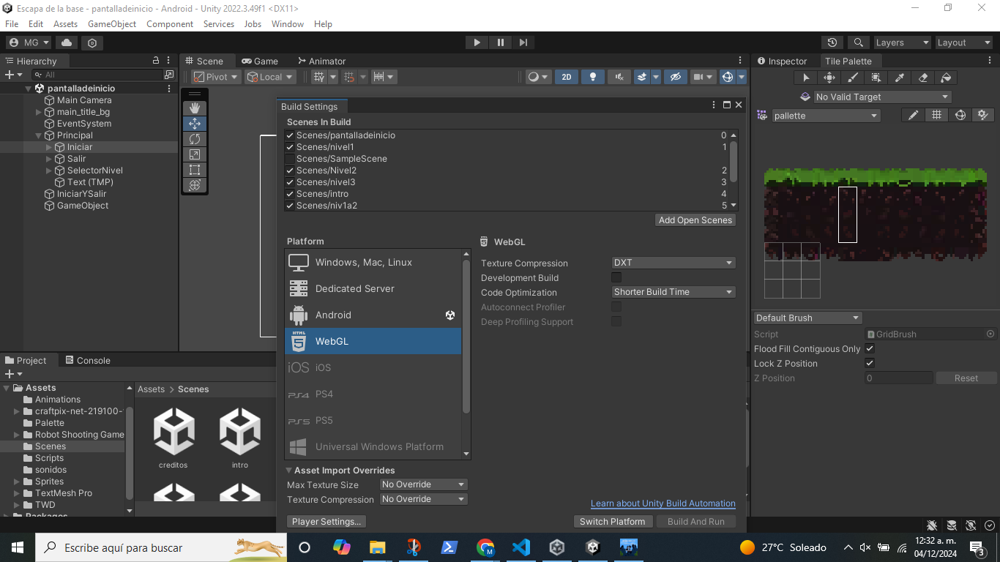 Escapa de la base - pantalladeinicio - Android - Unity 2022.3.49f1 <DX11>
File Edit Assets GameObject Component Services Jobs Window Help
MG Layers Layout
Hierarchy Scene Game Animator Inspector Tile Palette
All Pivot Local 2D
pantalladeinicio
Main Camera
main_title_bg
EventSystem
Principal
Iniciar
Salir
SelectorNivel
Text (TMP)
IniciarYSalir
GameObject
Build Settings
Scenes In Build
Scenes/pantalladeinicio 0
Scenes/nivel1 1
Scenes/SampleScene
Scenes/Nivel2 2
Scenes/nivel3 3
Scenes/intro 4
Scenes/niv1a2 5
Add Open Scenes
Platform
Windows, Mac, Linux
Dedicated Server
Android
HTML 5 WebGL
iOS iOS
PS4 PS4
PS5 PS5
Universal Windows Platform
WebGL
Texture Compression DXT
Development Build
Code Optimization Shorter Build Time
Autoconnect Profiler
Deep Profiling Support
Asset Import Overrides
Max Texture Size No Override
Texture Compression No Override
Learn about Unity Build Automation
Player Settings... Switch Platform Build And Run
No Valid Target
pallette
Default Brush
Script GridBrush
Flood Fill Contiguous Only
Lock Z Position
Z Position 0 Reset
Project Console
Assets
Animations
craftpix-net-219100-
Palette
Robot Shooting Game
Scenes
Scripts
sonidos
Sprites
TextMesh Pro
TWD
Packages
Assets > Scenes
creditos intro
Escribe aquí para buscar
27°C Soleado
12:32 a. m.
04/12/2024
3